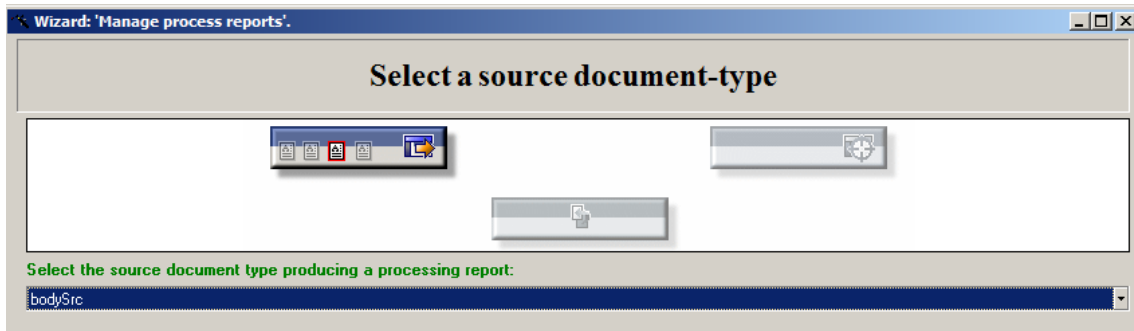 Wizard: 'Manage process reports'.
Select a source document-type
Select the source document type producing a processing report:
bodySrc